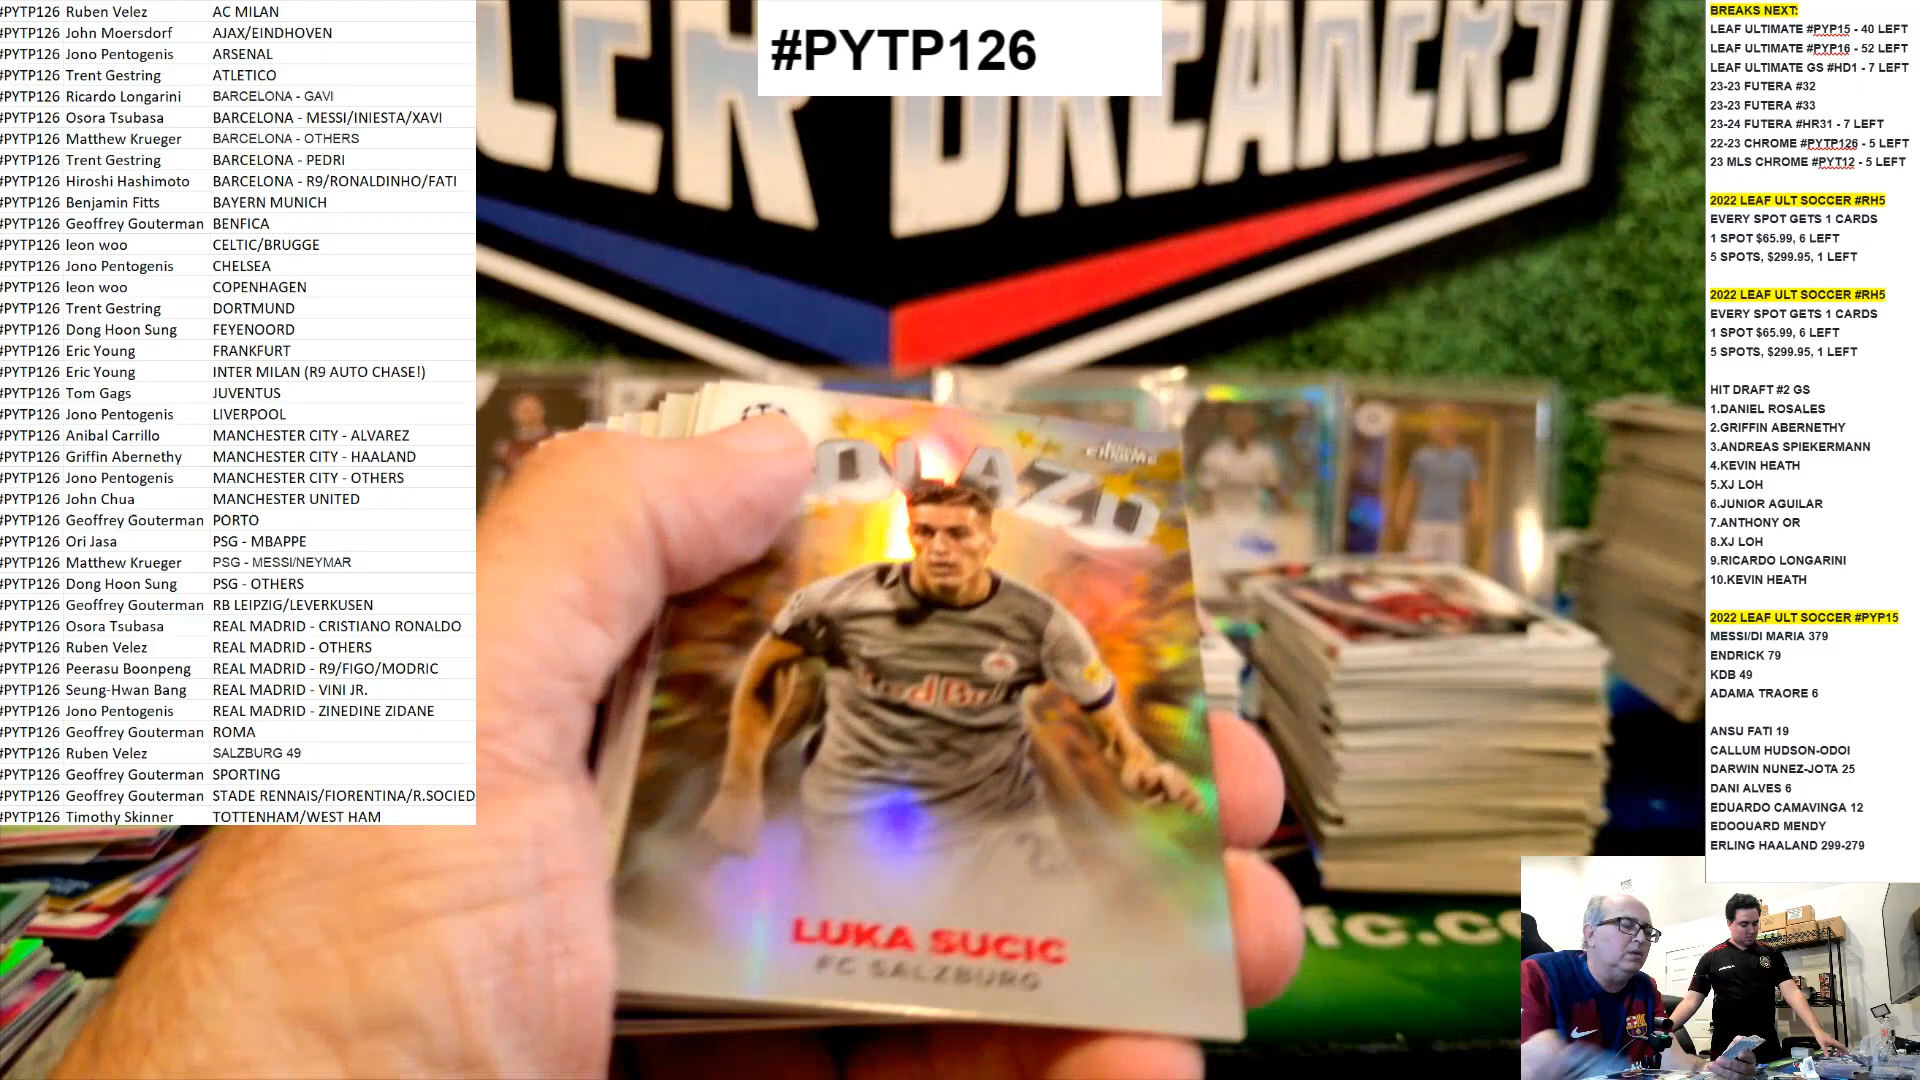 #PYTP126 Ruben Velez AC MILAN
#PYTP126 John Moersdorf AJAX/EINDHOVEN
#PYTP126 Jono Pentogenis ARSENAL
#PYTP126 Trent Gestring ATLETICO
#PYTP126 Ricardo Longarini BARCELONA - GAVI
#PYTP126 Osora Tsubasa BARCELONA - MESSI/INIESTA/XAVI
#PYTP126 Matthew Krueger BARCELONA - OTHERS
#PYTP126 Trent Gestring BARCELONA - PEDRI
#PYTP126 Hiroshi Hashimoto BARCELONA - R9/RONALDINHO/FATI
#PYTP126 Benjamin Fitts BAYERN MUNICH
#PYTP126 Geoffrey Gouterman BENFICA
#PYTP126 leon woo CELTIC/BRUGGE
#PYTP126 Jono Pentogenis CHELSEA
#PYTP126 leon woo COPENHAGEN
#PYTP126 Trent Gestring DORTMUND
#PYTP126 Dong Hoon Sung FEYENOORD
#PYTP126 Eric Young FRANKFURT
#PYTP126 Eric Young INTER MILAN (R9 AUTO CHASE!)
#PYTP126 Tom Gags JUVENTUS
#PYTP126 Jono Pentogenis LIVERPOOL
#PYTP126 Anibal Carrillo MANCHESTER CITY - ALVAREZ
#PYTP126 Griffin Abernethy MANCHESTER CITY - HAALAND
#PYTP126 Jono Pentogenis MANCHESTER CITY - OTHERS
#PYTP126 John Chua MANCHESTER UNITED
#PYTP126 Geoffrey Gouterman PORTO
#PYTP126 Ori Jasa PSG - MBAPPE
#PYTP126 Matthew Krueger PSG - MESSI/NEYMAR
#PYTP126 Dong Hoon Sung PSG - OTHERS
#PYTP126 Geoffrey Gouterman RB LEIPZIG/LEVERKUSEN
#PYTP126 Osora Tsubasa REAL MADRID - CRISTIANO RONALDO
#PYTP126 Ruben Velez REAL MADRID - OTHERS
#PYTP126 Peerasu Boonpeng REAL MADRID - R9/FIGO/MODRIC
#PYTP126 Seung-Hwan Bang REAL MADRID - VINI JR.
#PYTP126 Jono Pentogenis REAL MADRID - ZINEDINE ZIDANE
#PYTP126 Geoffrey Gouterman ROMA
#PYTP126 Ruben Velez SALZBURG 49
#PYTP126 Geoffrey Gouterman SPORTING
#PYTP126 Geoffrey Gouterman STADE RENNAIS/FIORENTINA/R.SOCIED
#PYTP126 Timothy Skinner TOTTENHAM/WEST HAM
#PYTP126
CER BREAKERS
chrome
LUKA SUCIC
FC SALZBURG
Red Bull
fc.co
BREAKS NEXT:
LEAF ULTIMATE #PYP15 - 40 LEFT
LEAF ULTIMATE #PYP16 - 52 LEFT
LEAF ULTIMATE GS #HD1 - 7 LEFT
23-23 FUTERA #32
23-23 FUTERA #33
23-24 FUTERA #HR31 - 7 LEFT
22-23 CHROME #PYTP126 - 5 LEFT
23 MLS CHROME #PYT12 - 5 LEFT
2022 LEAF ULT SOCCER #RH5
EVERY SPOT GETS 1 CARDS
1 SPOT $65.99, 6 LEFT
5 SPOTS, $299.95, 1 LEFT
2022 LEAF ULT SOCCER #RH5
EVERY SPOT GETS 1 CARDS
1 SPOT $65.99, 6 LEFT
5 SPOTS, $299.95, 1 LEFT
HIT DRAFT #2 GS
1.DANIEL ROSALES
2.GRIFFIN ABERNETHY
3.ANDREAS SPIEKERMANN
4.KEVIN HEATH
5.XJ LOH
6.JUNIOR AGUILAR
7.ANTHONY OR
8.XJ LOH
9.RICARDO LONGARINI
10.KEVIN HEATH
2022 LEAF ULT SOCCER #PYP15
MESSI/DI MARIA 379
ENDRICK 79
KDB 49
ADAMA TRAORE 6
ANSU FATI 19
CALLUM HUDSON-ODOI
DARWIN NUNEZ-JOTA 25
DANI ALVES 6
EDUARDO CAMAVINGA 12
EDOOUARD MENDY
ERLING HAALAND 299-279